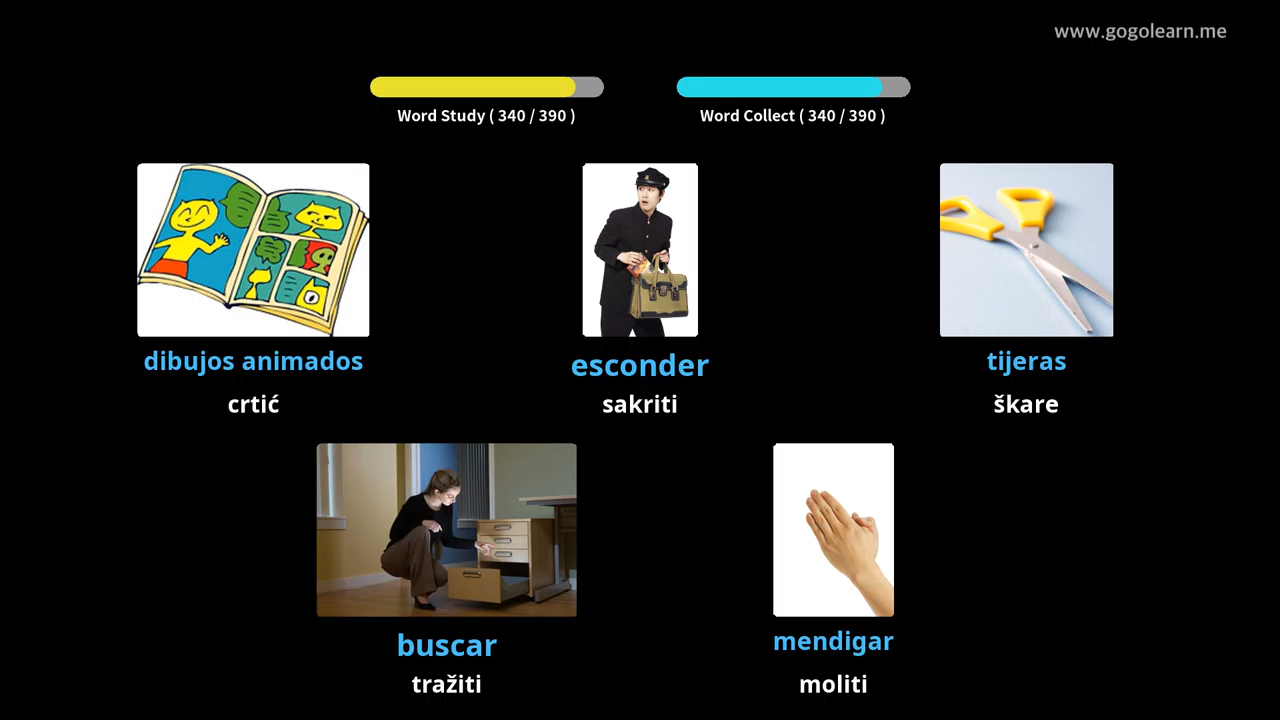 www.gogolearn.me
Word Study ( 340 / 390 )
Word Collect ( 340 / 390 )
dibujos animados
esconder
tijeras
crtić
sakriti
škare
buscar
mendigar
tražiti
moliti